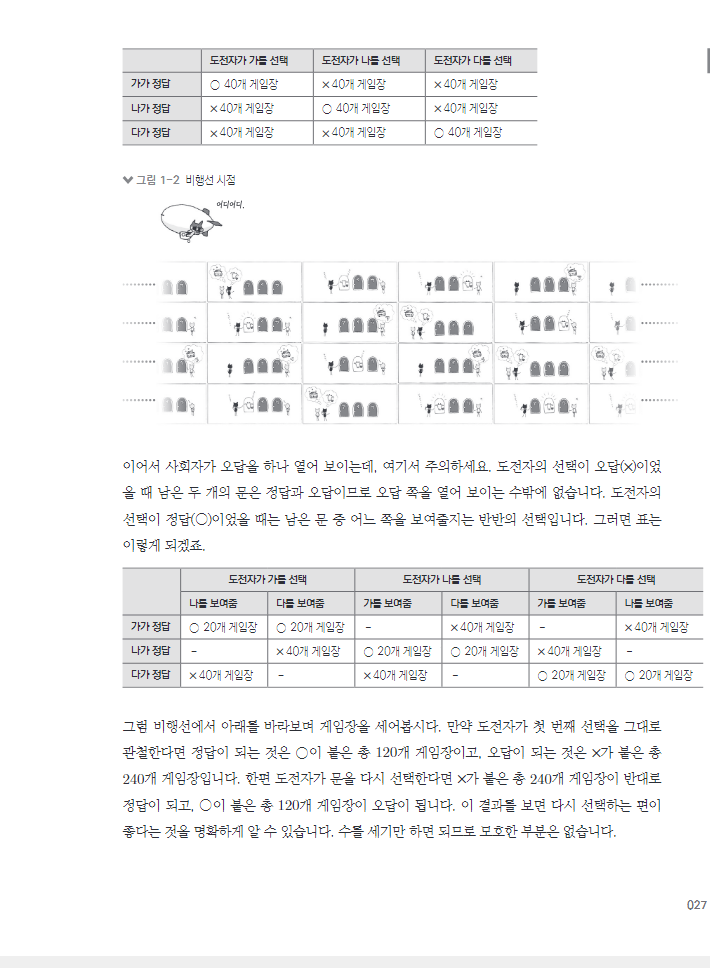 도전자가 가를 선택 도전자가 나를 선택 도전자가 다를 선택
가가 정답 ○ 40개 게임장 ×40개 게임장 ×40개 게임장
나가 정답 ×40개 게임장 ○ 40개 게임장 ×40개 게임장
다가 정답 ×40개 게임장 ×40개 게임장 ○ 40개 게임장
그림 1-2 비행선 시점
어디어디.
이어서 사회자가 오답을 하나 열어 보이는데, 여기서 주의하세요. 도전자의 선택이 오답(×)이었
을 때 남은 두 개의 문은 정답과 오답이므로 오답 쪽을 열어 보이는 수밖에 없습니다. 도전자의
선택이 정답(○)이었을 때는 남은 문 중 어느 쪽을 보여줄지는 반반의 선택입니다. 그러면 표는
이렇게 되겠죠.
도전자가 가를 선택 도전자가 나를 선택 도전자가 다를 선택
나를 보여줌 다를 보여줌 가를 보여줌 다를 보여줌 가를 보여줌 나를 보여줌
가가 정답 ○ 20개 게임장 ○ 20개 게임장 – ×40개 게임장 – ×40개 게임장
나가 정답 – ×40개 게임장 ○ 20개 게임장 ○ 20개 게임장 ×40개 게임장 –
다가 정답 ×40개 게임장 – ×40개 게임장 – ○ 20개 게임장 ○ 20개 게임장
그럼 비행선에서 아래를 바라보며 게임장을 세어봅시다. 만약 도전자가 첫 번째 선택을 그대로
관철한다면 정답이 되는 것은 ○이 붙은 총 120개 게임장이고, 오답이 되는 것은 ×가 붙은 총
240개 게임장입니다. 한편 도전자가 문을 다시 선택한다면 ×가 붙은 총 240개 게임장이 반대로
정답이 되고, ○이 붙은 총 120개 게임장이 오답이 됩니다. 이 결과를 보면 다시 선택하는 편이
좋다는 것을 명확하게 알 수 있습니다. 수를 세기만 하면 되므로 모호한 부분은 없습니다.
027